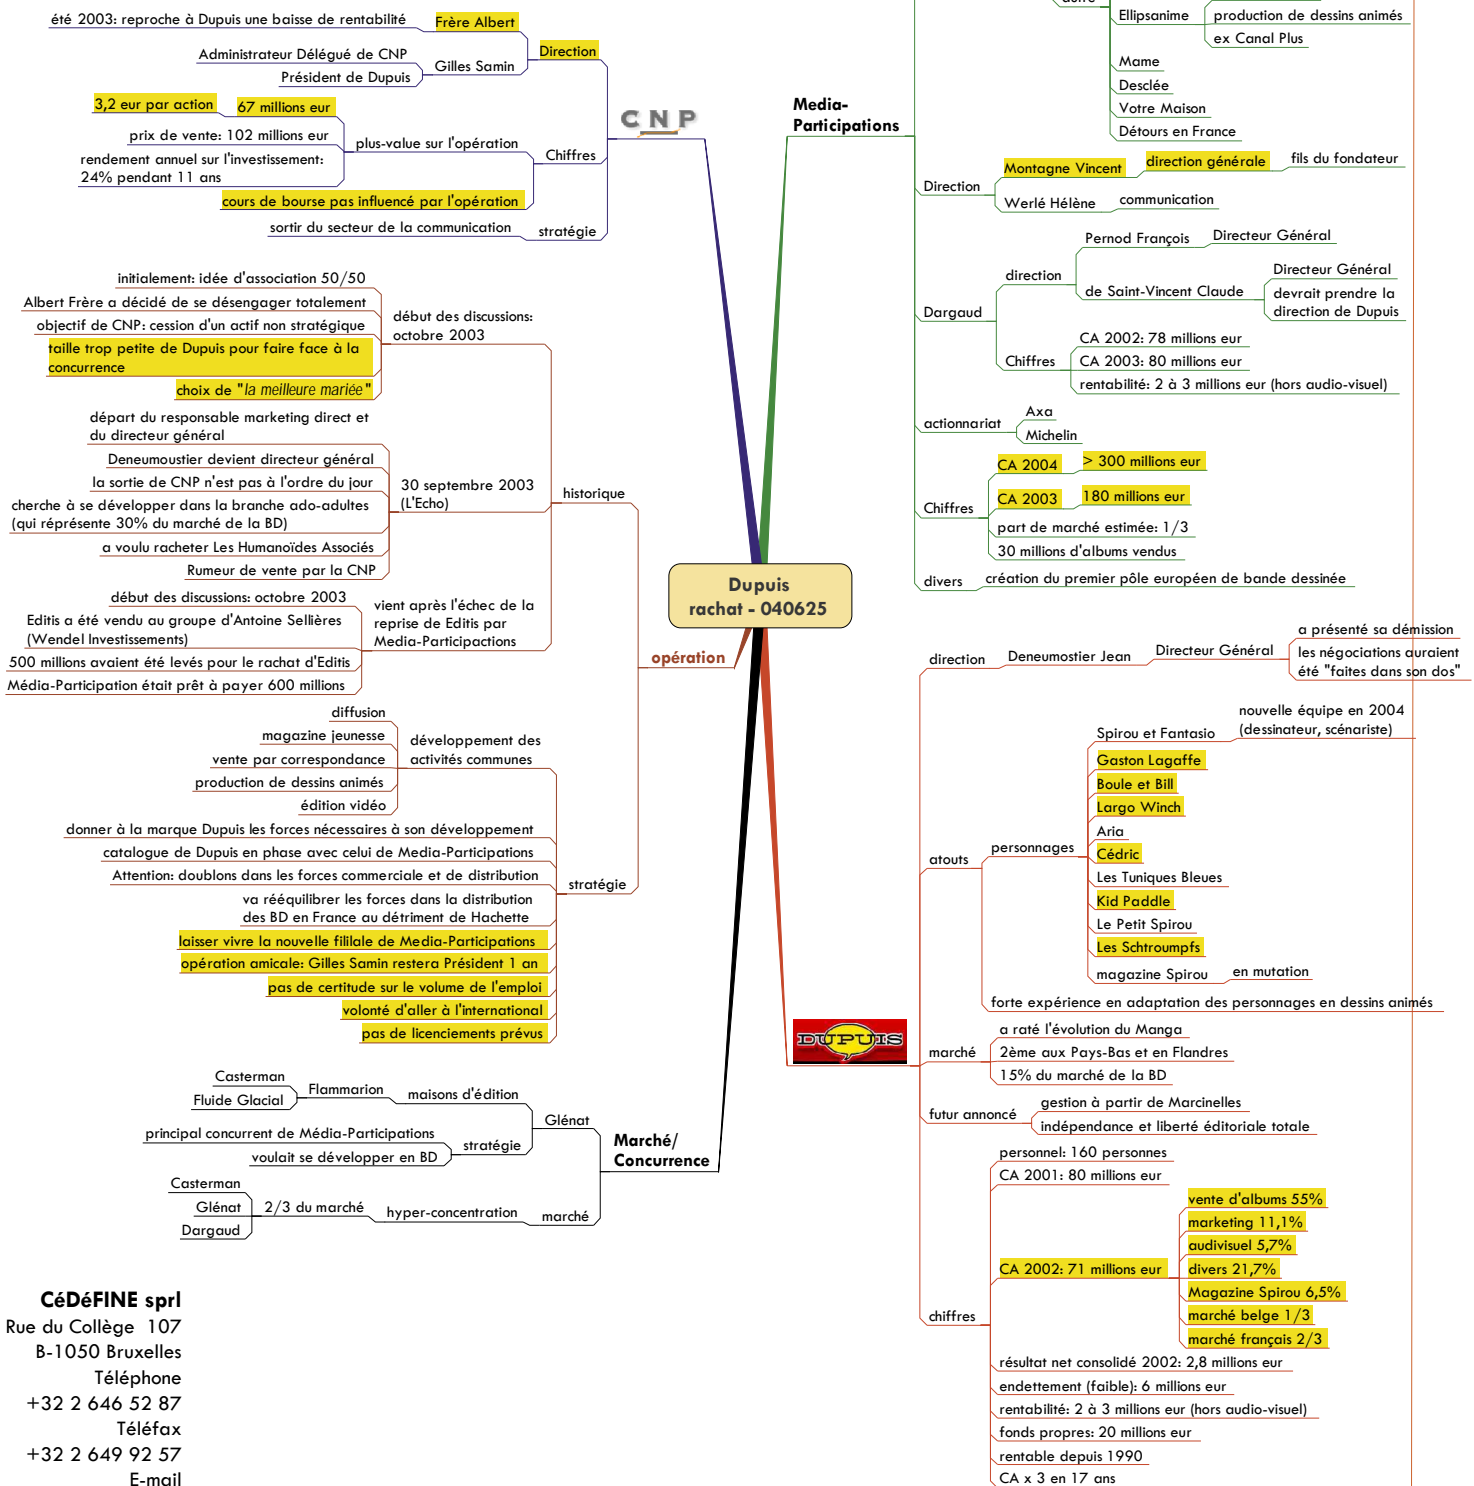 été 2003: reproche à Dupuis une baisse de rentabilité
Frère Albert
Administrateur Délégué de CNP
Président de Dupuis
Gilles Samin
Direction
3,2 eur par action
67 millions eur
prix de vente: 102 millions eur
rendement annuel sur l'investissement:
24% pendant 11 ans
plus-value sur l'opération
cours de bourse pas influencé par l'opération
Chiffres
sortir du secteur de la communication
stratégie
CNP
initialement: idée d'association 50/50
Albert Frère a décidé de se désengager totalement
objectif de CNP: cession d'un actif non stratégique
taille trop petite de Dupuis pour faire face à la
concurrence
choix de "la meilleure mariée"
début des discussions:
octobre 2003
départ du responsable marketing direct et
du directeur général
Deneumoustier devient directeur général
la sortie de CNP n'est pas à l'ordre du jour
cherche à se développer dans la branche ado-adultes
(qui réprésente 30% du marché de la BD)
a voulu racheter Les Humanoïdes Associés
Rumeur de vente par la CNP
30 septembre 2003
(L'Echo)
historique
début des discussions: octobre 2003
Editis a été vendu au groupe d'Antoine Sellières
(Wendel Investissements)
500 millions avaient été levés pour le rachat d'Editis
Média-Participation était prêt à payer 600 millions
vient après l'échec de la
reprise de Editis par
Media-Participactions
opération
diffusion
magazine jeunesse
vente par correspondance
production de dessins animés
édition vidéo
développement des
activités communes
donner à la marque Dupuis les forces nécessaires à son développement
catalogue de Dupuis en phase avec celui de Media-Participations
Attention: doublons dans les forces commerciale et de distribution
va rééquilibrer les forces dans la distribution
des BD en France au détriment de Hachette
laisser vivre la nouvelle fililale de Media-Participations
opération amicale: Gilles Samin restera Président 1 an
pas de certitude sur le volume de l'emploi
volonté d'aller à l'international
pas de licenciements prévus
stratégie
Casterman
Fluide Glacial
Flammarion
maisons d'édition
principal concurrent de Média-Participations
voulait se développer en BD
stratégie
Glénat
Casterman
Glénat
Dargaud
2/3 du marché
hyper-concentration
marché
Marché/
Concurrence
CéDéFINE sprl
Rue du Collège 107
B-1050 Bruxelles
Téléphone
+32 2 646 52 87
Téléfax
+32 2 649 92 57
E-mail
Dupuis
rachat - 040625
Media-
Participations
Ellipsanime
production de dessins animés
ex Canal Plus
Mame
Desclée
Votre Maison
Détours en France
Direction
Montagne Vincent
direction générale
fils du fondateur
Werlé Hélène
communication
Dargaud
direction
Pernod François
Directeur Général
de Saint-Vincent Claude
Directeur Général
devrait prendre la
direction de Dupuis
Chiffres
CA 2002: 78 millions eur
CA 2003: 80 millions eur
rentabilité: 2 à 3 millions eur (hors audio-visuel)
actionnariat
Axa
Michelin
Chiffres
CA 2004
> 300 millions eur
CA 2003
180 millions eur
part de marché estimée: 1/3
30 millions d'albums vendus
divers
création du premier pôle européen de bande dessinée
DUPUIS
direction
Deneumostier Jean
Directeur Général
a présenté sa démission
les négociations auraient
été "faites dans son dos"
atouts
personnages
Spirou et Fantasio
nouvelle équipe en 2004
(dessinateur, scénariste)
Gaston Lagaffe
Boule et Bill
Largo Winch
Aria
Cédric
Les Tuniques Bleues
Kid Paddle
Le Petit Spirou
Les Schtroumpfs
magazine Spirou
en mutation
forte expérience en adaptation des personnages en dessins animés
marché
a raté l'évolution du Manga
2ème aux Pays-Bas et en Flandres
15% du marché de la BD
futur annoncé
gestion à partir de Marcinelles
indépendance et liberté éditoriale totale
chiffres
personnel: 160 personnes
CA 2001: 80 millions eur
CA 2002: 71 millions eur
vente d'albums 55%
marketing 11,1%
audivisuel 5,7%
divers 21,7%
Magazine Spirou 6,5%
marché belge 1/3
marché français 2/3
résultat net consolidé 2002: 2,8 millions eur
endettement (faible): 6 millions eur
rentabilité: 2 à 3 millions eur (hors audio-visuel)
fonds propres: 20 millions eur
rentable depuis 1990
CA x 3 en 17 ans